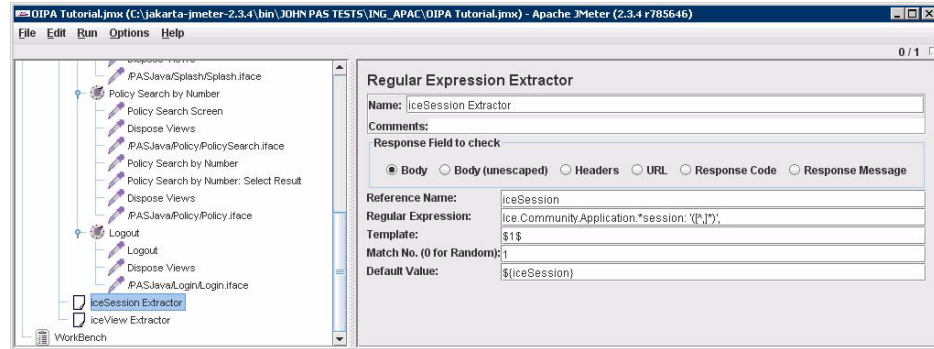 OIPA Tutorial.jmx (C:\jakarta-jmeter-2.3.4\bin\JOHN PAS TESTS\ING_APAC\OIPA Tutorial.jmx) - Apache JMeter (2.3.4 r785646)
File Edit Run Options Help
0 / 1
/PASJava/Splash/Splash.iface
Policy Search by Number
Policy Search Screen
Dispose Views
/PASJava/Policy/PolicySearch.iface
Policy Search by Number
Policy Search by Number: Select Result
Dispose Views
/PASJava/Policy/Policy.iface
Logout
Logout
Dispose Views
/PASJava/Login/Login.iface
iceSession Extractor
iceView Extractor
WorkBench
Regular Expression Extractor
Name: iceSession Extractor
Comments:
Response Field to check
Body Body (unescaped) Headers URL Response Code Response Message
Reference Name: iceSession
Regular Expression: Ice.Community.Application.*session: '([^,]*)',
Template: $1$
Match No. (0 for Random): 1
Default Value: ${iceSession}